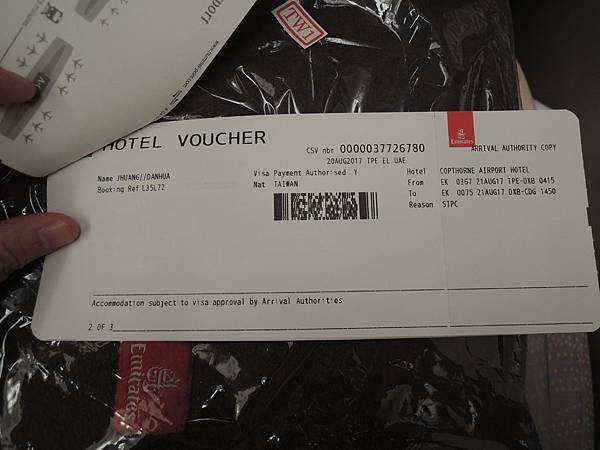 TW1
HOTEL VOUCHER
CSV nbr 0000037726780
20AUG2017 TPE EL UAE
Emirates
ARRIVAL AUTHORITY COPY
Name JHUANG//DANHUA
Booking Ref L35L72
Visa Payment Authorised Y
Nat TAIWAN
Hotel COPTHORNE AIRPORT HOTEL
From EK 0367 21AUG17 TPE-DXB 0415
To EK 0075 21AUG17 DXB-CDG 1450
Reason STPC
Accommodation subject to visa approval by Arrival Authorities
2 OF 3
Emirates